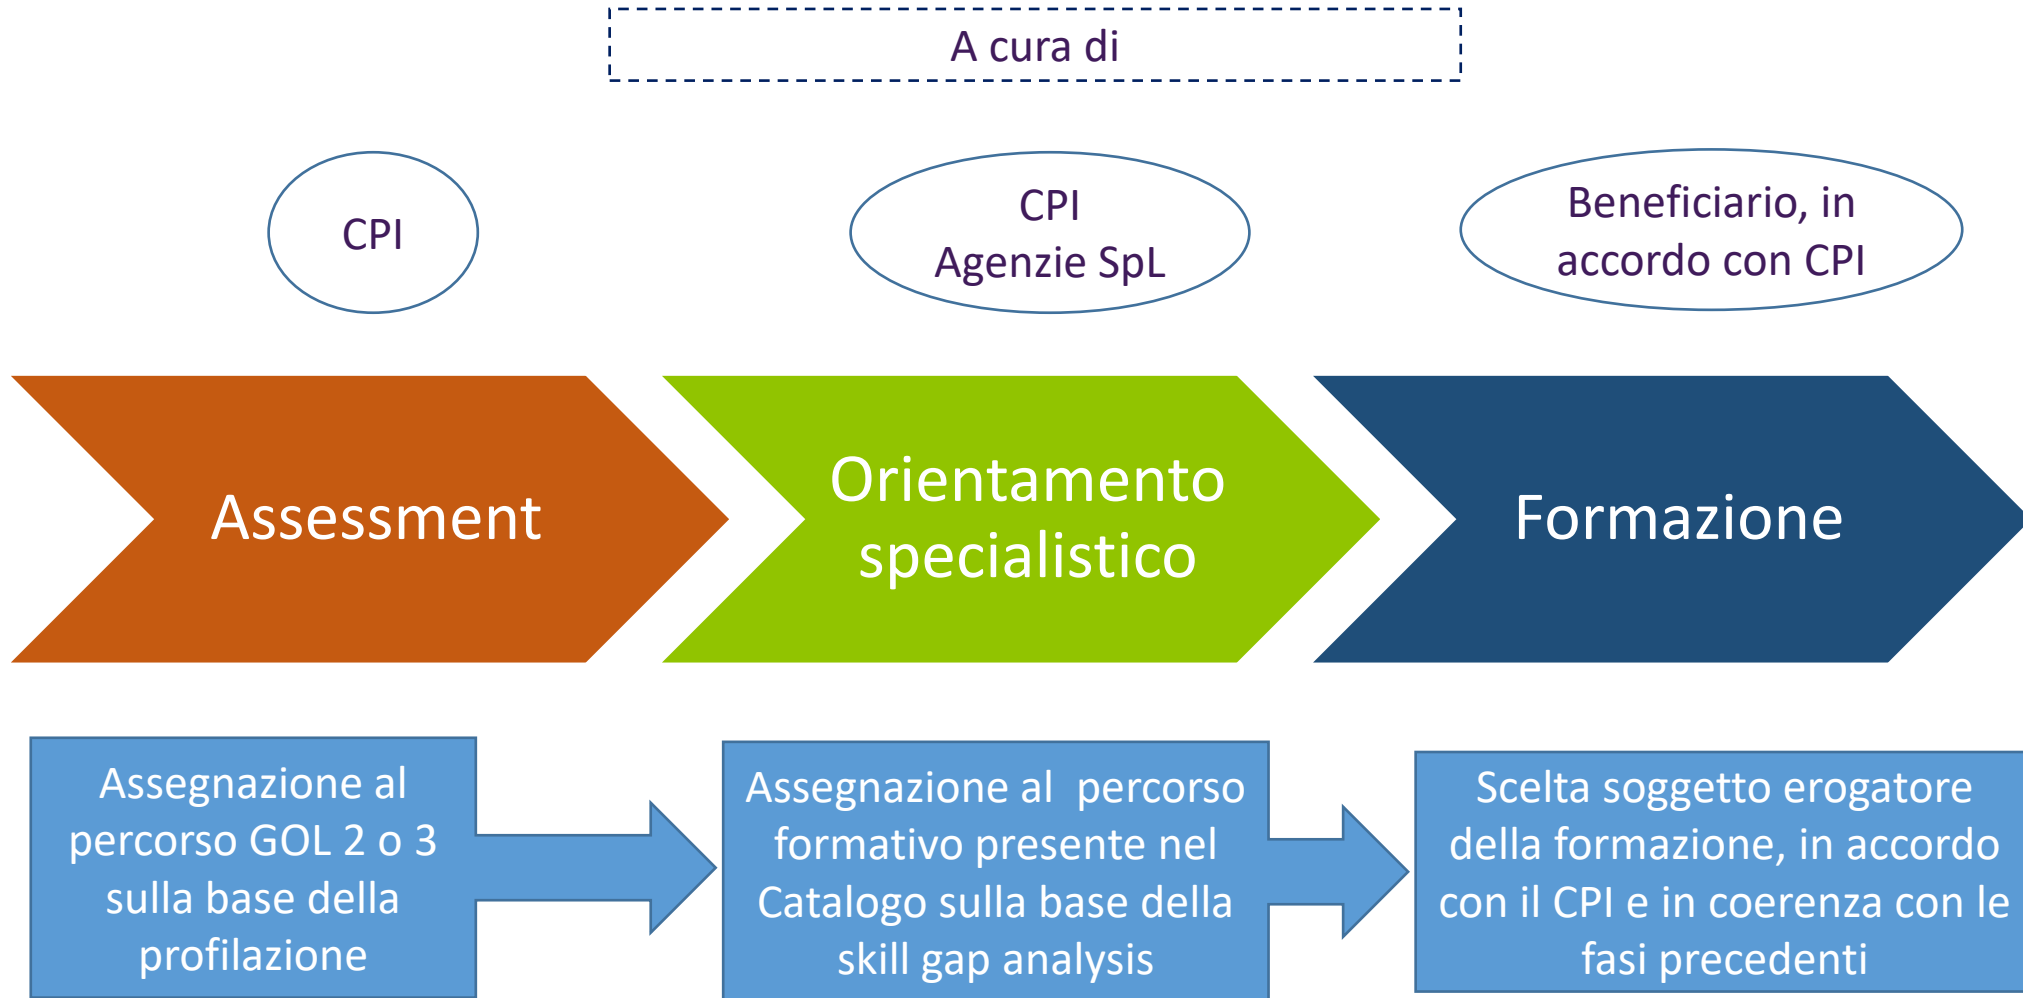 A cura di
CPI
CPI
Agenzie SpL
Beneficiario, in
accordo con CPI
Assessment
Orientamento
specialistico
Formazione
Assegnazione al
percorso GOL 2 o 3
sulla base della
profilazione
Assegnazione al percorso
formativo presente nel
Catalogo sulla base della
skill gap analysis
Scelta soggetto erogatore
della formazione, in accordo
con il CPI e in coerenza con le
fasi precedenti